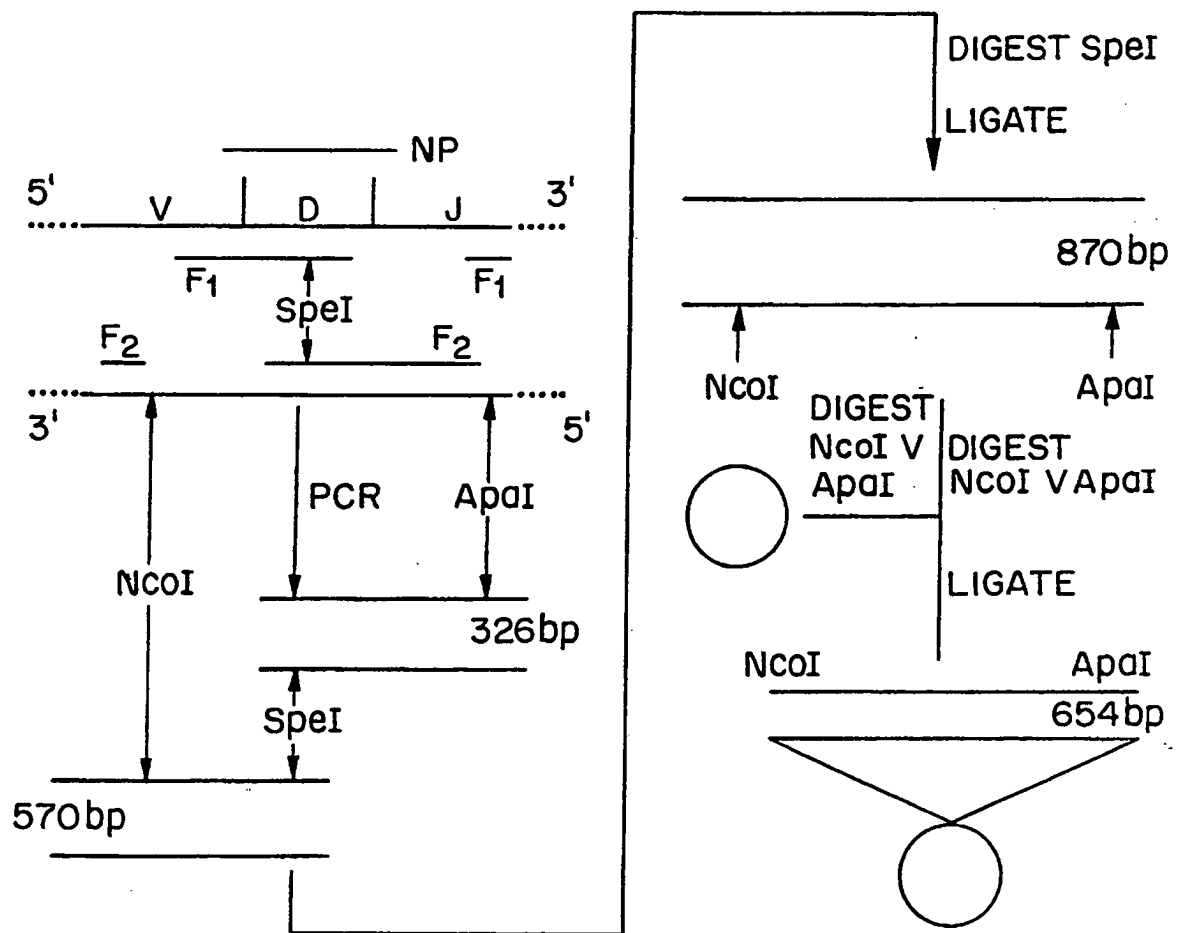 NP
5' 3'
V D J
F1 F1
SpeI
F2 F2
3' 5'
PCR ApaI
NcoI
326bp
SpeI
570bp
DIGEST SpeI
LIGATE
870bp
NcoI ApaI
DIGEST
NcoI V
ApaI
DIGEST
NcoI V ApaI
LIGATE
NcoI ApaI
654bp